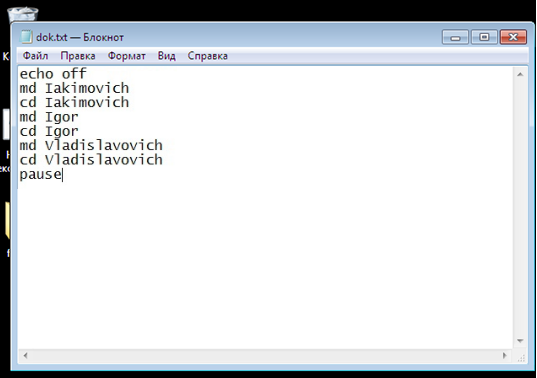 dok.txt — Блокнот
Файл Правка Формат Вид Справка
echo off
md Iakimovich
cd Iakimovich
md Igor
cd Igor
md Vladislavovich
cd Vladislavovich
pause